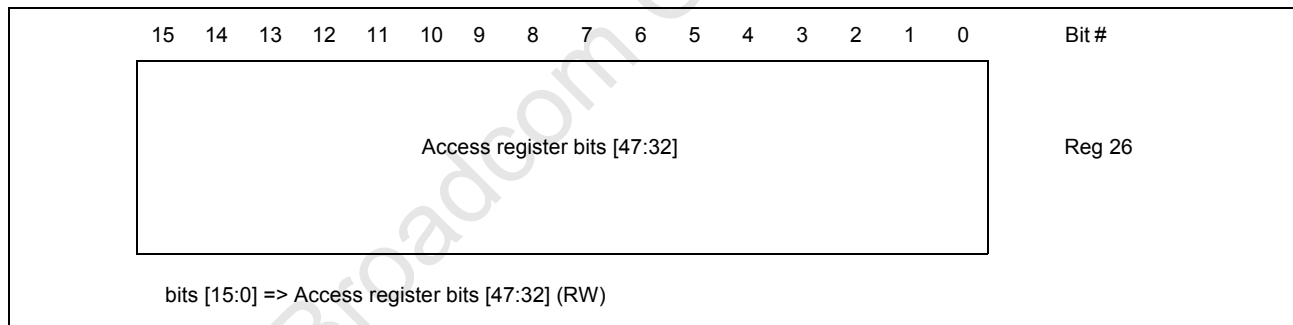 15 14 13 12 11 10 9 8 7 6 5 4 3 2 1 0 Bit #
Access register bits [47:32] Reg 26
bits [15:0] => Access register bits [47:32] (RW)
Broadcom